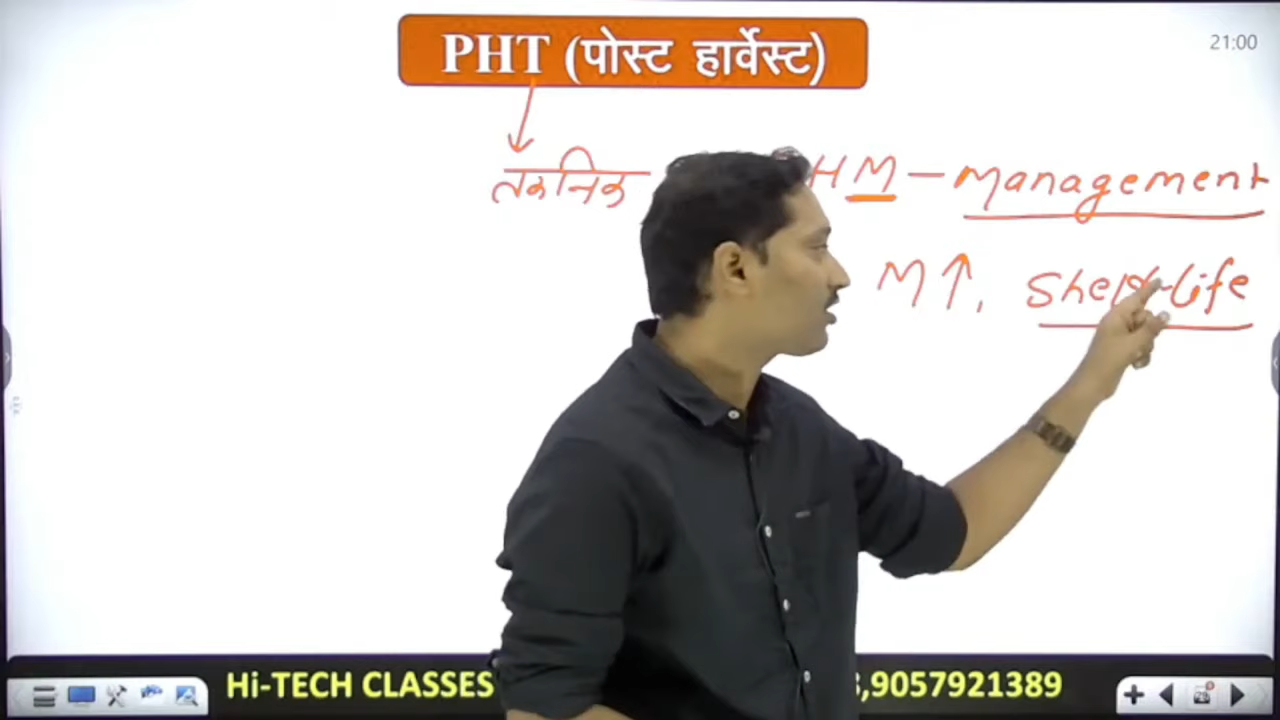 PHT (पोस्ट हार्वेस्ट)
21:00
तकनिक HM - Management
M↑, Shelf-Life
Hi-TECH CLASSES ,9057921389